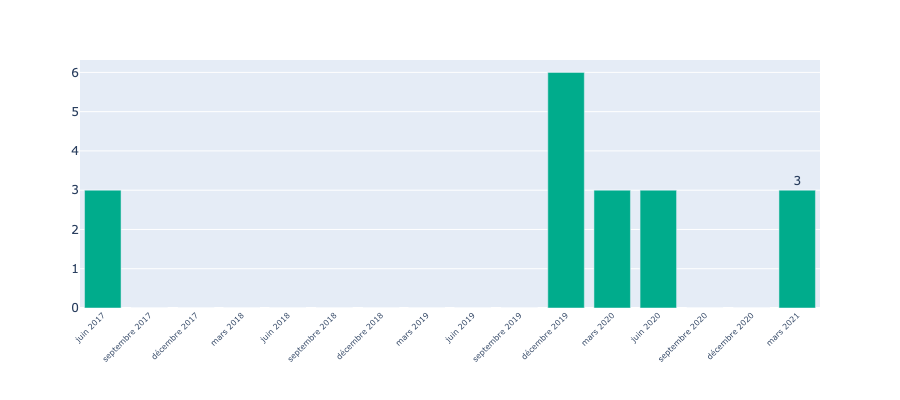 6
5
4
3
3
2
1
0
juin 2017
septembre 2017
décembre 2017
mars 2018
juin 2018
septembre 2018
décembre 2018
mars 2019
juin 2019
septembre 2019
décembre 2019
mars 2020
juin 2020
septembre 2020
décembre 2020
mars 2021